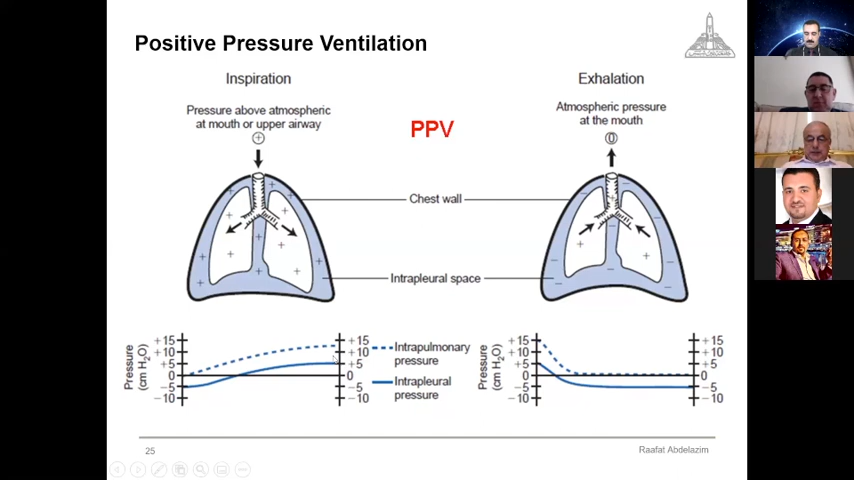 Positive Pressure Ventilation
Inspiration
Exhalation
Pressure above atmospheric
at mouth or upper airway
PPV
Atmospheric pressure
at the mouth
+
0
Chest wall
Intrapleural space
Pressure
(cm H₂O)
+15
+10
+5
0
−5
−10
+15
+10
+5
0
−5
−10
Intrapulmonary
pressure
Intrapleural
pressure
Pressure
(cm H₂O)
+15
+10
+5
0
−5
−10
+15
+10
+5
0
−5
−10
25
Raafat Abdelazim